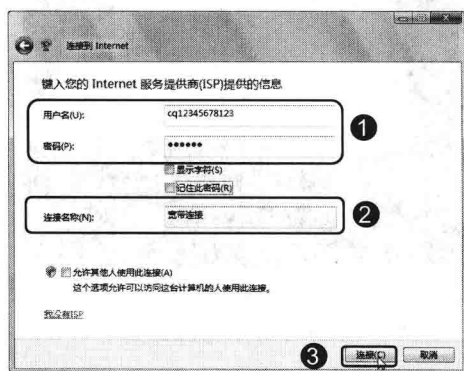 连接到 Internet
键入您的 Internet 服务提供商(ISP)提供的信息
用户名(U): cq12345678123
1
密码(P): ●●●●●●
显示字符(S)
记住此密码(R)
连接名称(N): 宽带连接
2
允许其他人使用此连接(A)
这个选项允许可以访问这台计算机的人使用此连接。
我没有ISP
3
连接(C) 取消